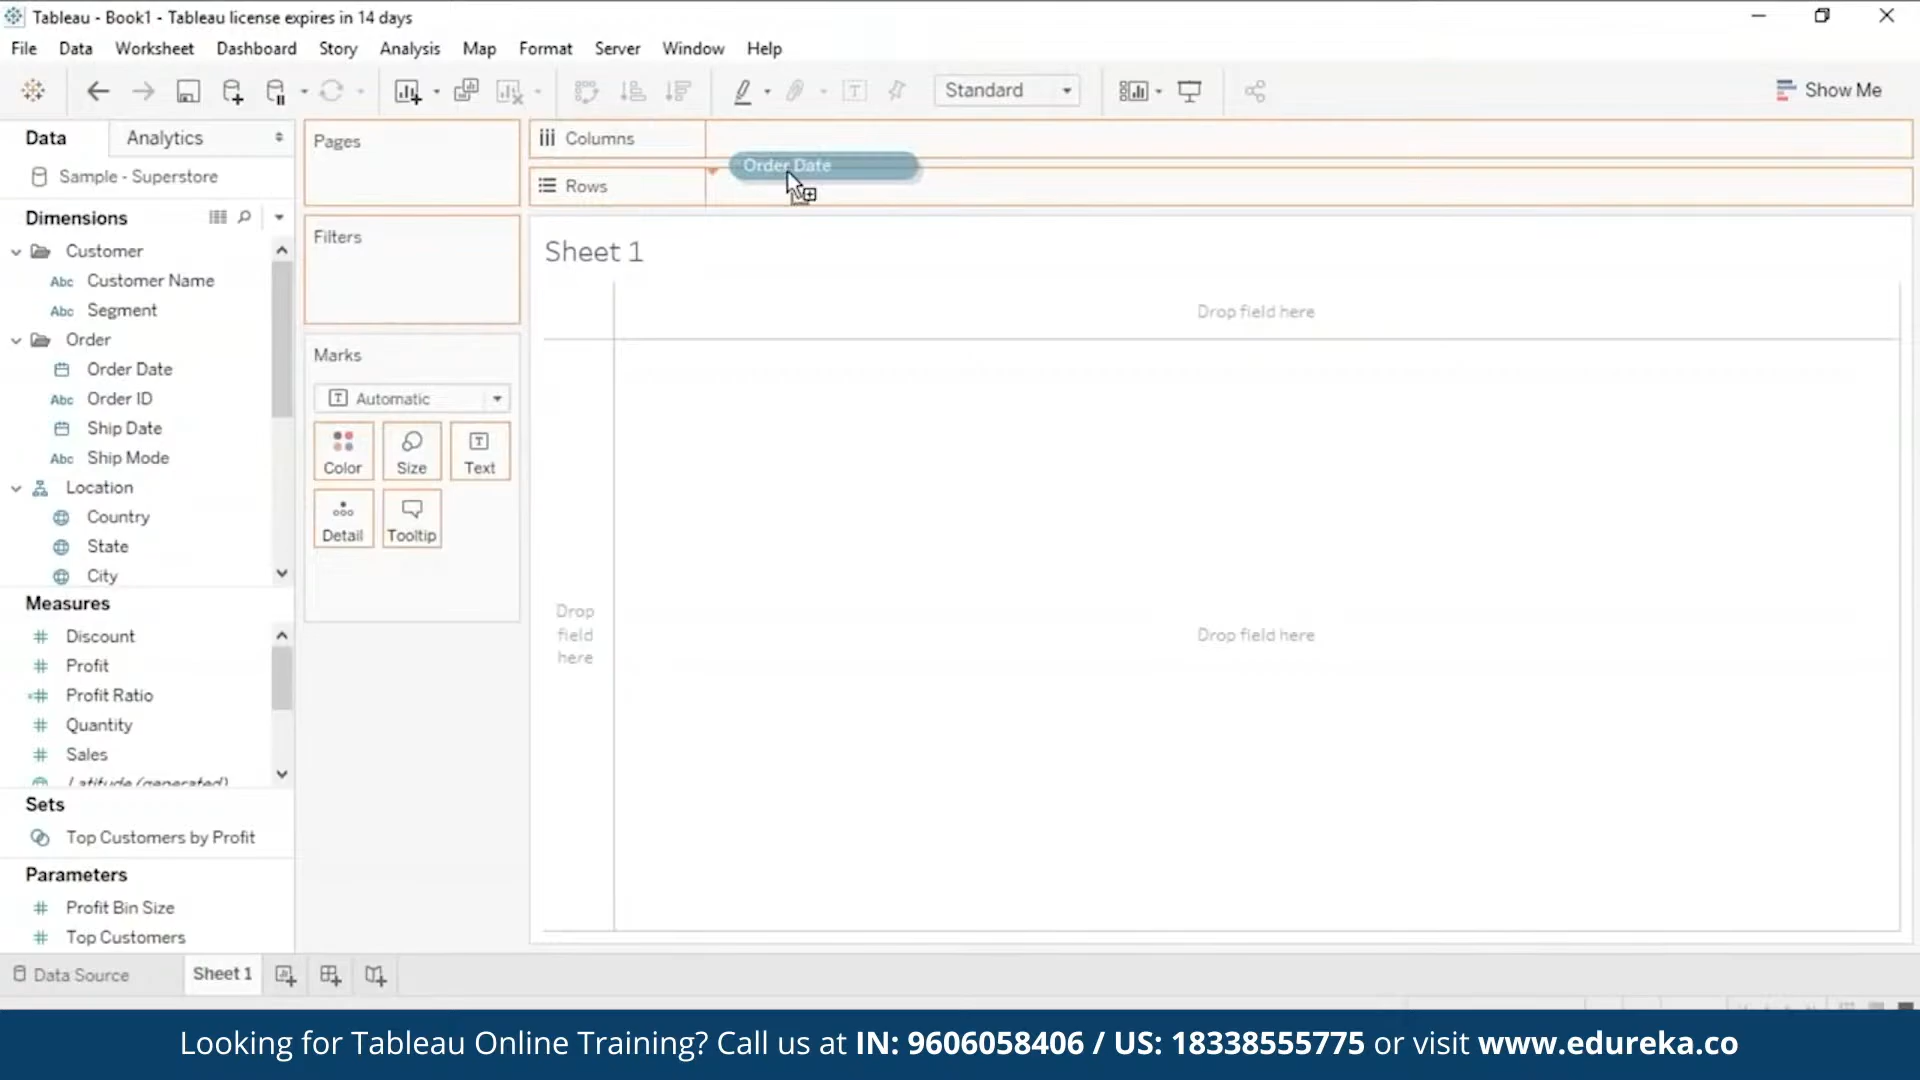 Tableau - Book1 - Tableau license expires in 14 days
File Data Worksheet Dashboard Story Analysis Map Format Server Window Help
Standard
Show Me
Data Analytics
Sample - Superstore
Dimensions
Customer
Abc Customer Name
Abc Segment
Order
Order Date
Abc Order ID
Ship Date
Abc Ship Mode
Location
Country
State
City
Measures
# Discount
# Profit
=# Profit Ratio
# Quantity
# Sales
Latitude (generated)
Sets
Top Customers by Profit
Parameters
# Profit Bin Size
# Top Customers
Pages
Filters
Marks
T Automatic
Color Size T Text
Detail Tooltip
Columns
Order Date
Rows
Sheet 1
Drop field here
Drop
field
here
Drop field here
Data Source Sheet 1
Looking for Tableau Online Training? Call us at IN: 9606058406 / US: 18338555775 or visit www.edureka.co